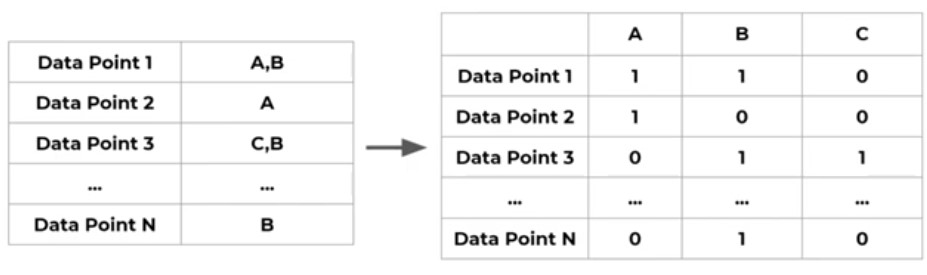 Data Point 1 A,B
Data Point 2 A
Data Point 3 C,B
... ...
Data Point N B
A B C
Data Point 1 1 1 0
Data Point 2 1 0 0
Data Point 3 0 1 1
... ... ... ...
Data Point N 0 1 0